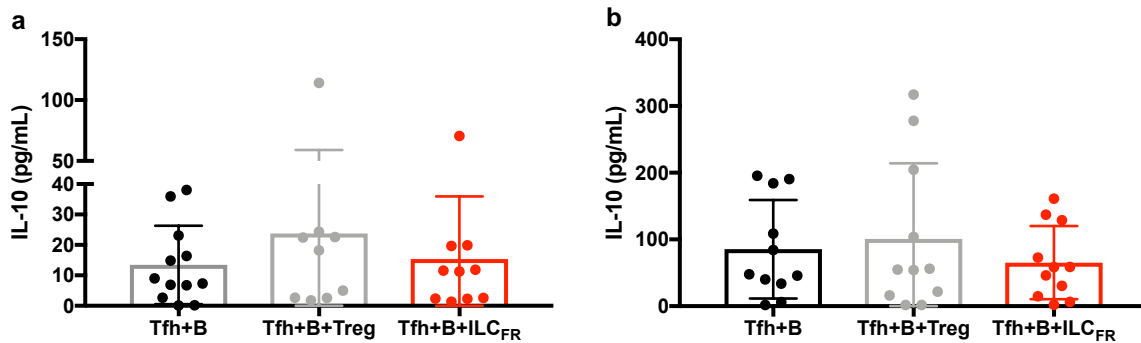 a
IL-10 (pg/mL)
150
100
50
40
30
20
10
0
Tfh+B Tfh+B+Treg Tfh+B+ILCFR
b
IL-10 (pg/mL)
400
300
200
100
0
Tfh+B Tfh+B+Treg Tfh+B+ILCFR